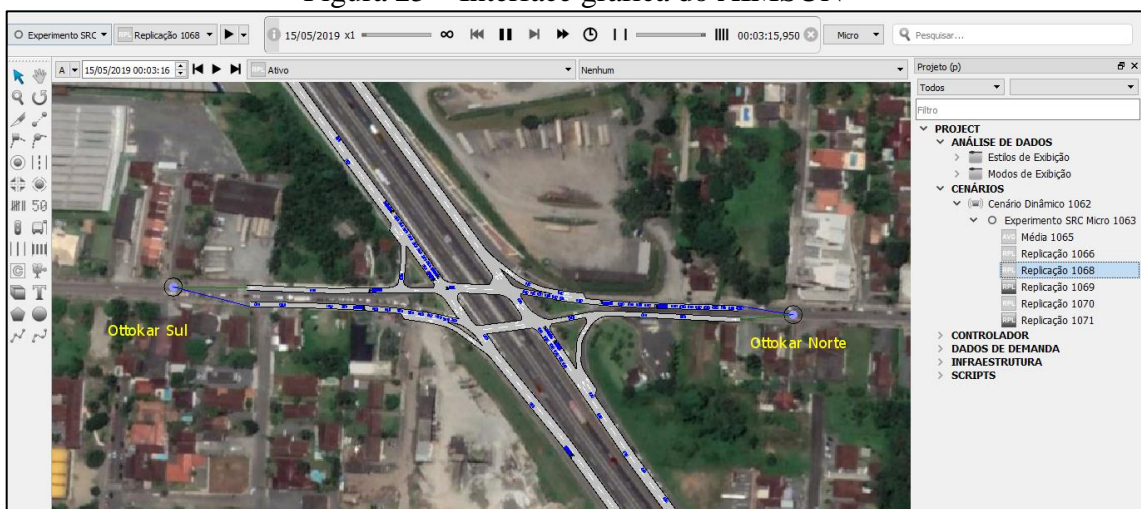 Figura 23 – Interface gráfica do AIMSUN
Experimento SRC
Replicação 1068
15/05/2019 x1
00:03:15,950
Micro
Pesquisar...
A
15/05/2019 00:03:16
Ativo
Nenhum
Projeto (p)
Todos
Filtro
PROJECT
ANÁLISE DE DADOS
Estilos de Exibição
Modos de Exibição
CENÁRIOS
Cenário Dinâmico 1062
Experimento SRC Micro 1063
Média 1065
Replicação 1066
Replicação 1068
Replicação 1069
Replicação 1070
Replicação 1071
CONTROLADOR
DADOS DE DEMANDA
INFRAESTRUTURA
SCRIPTS
50
Ottokar Sul
Ottokar Norte